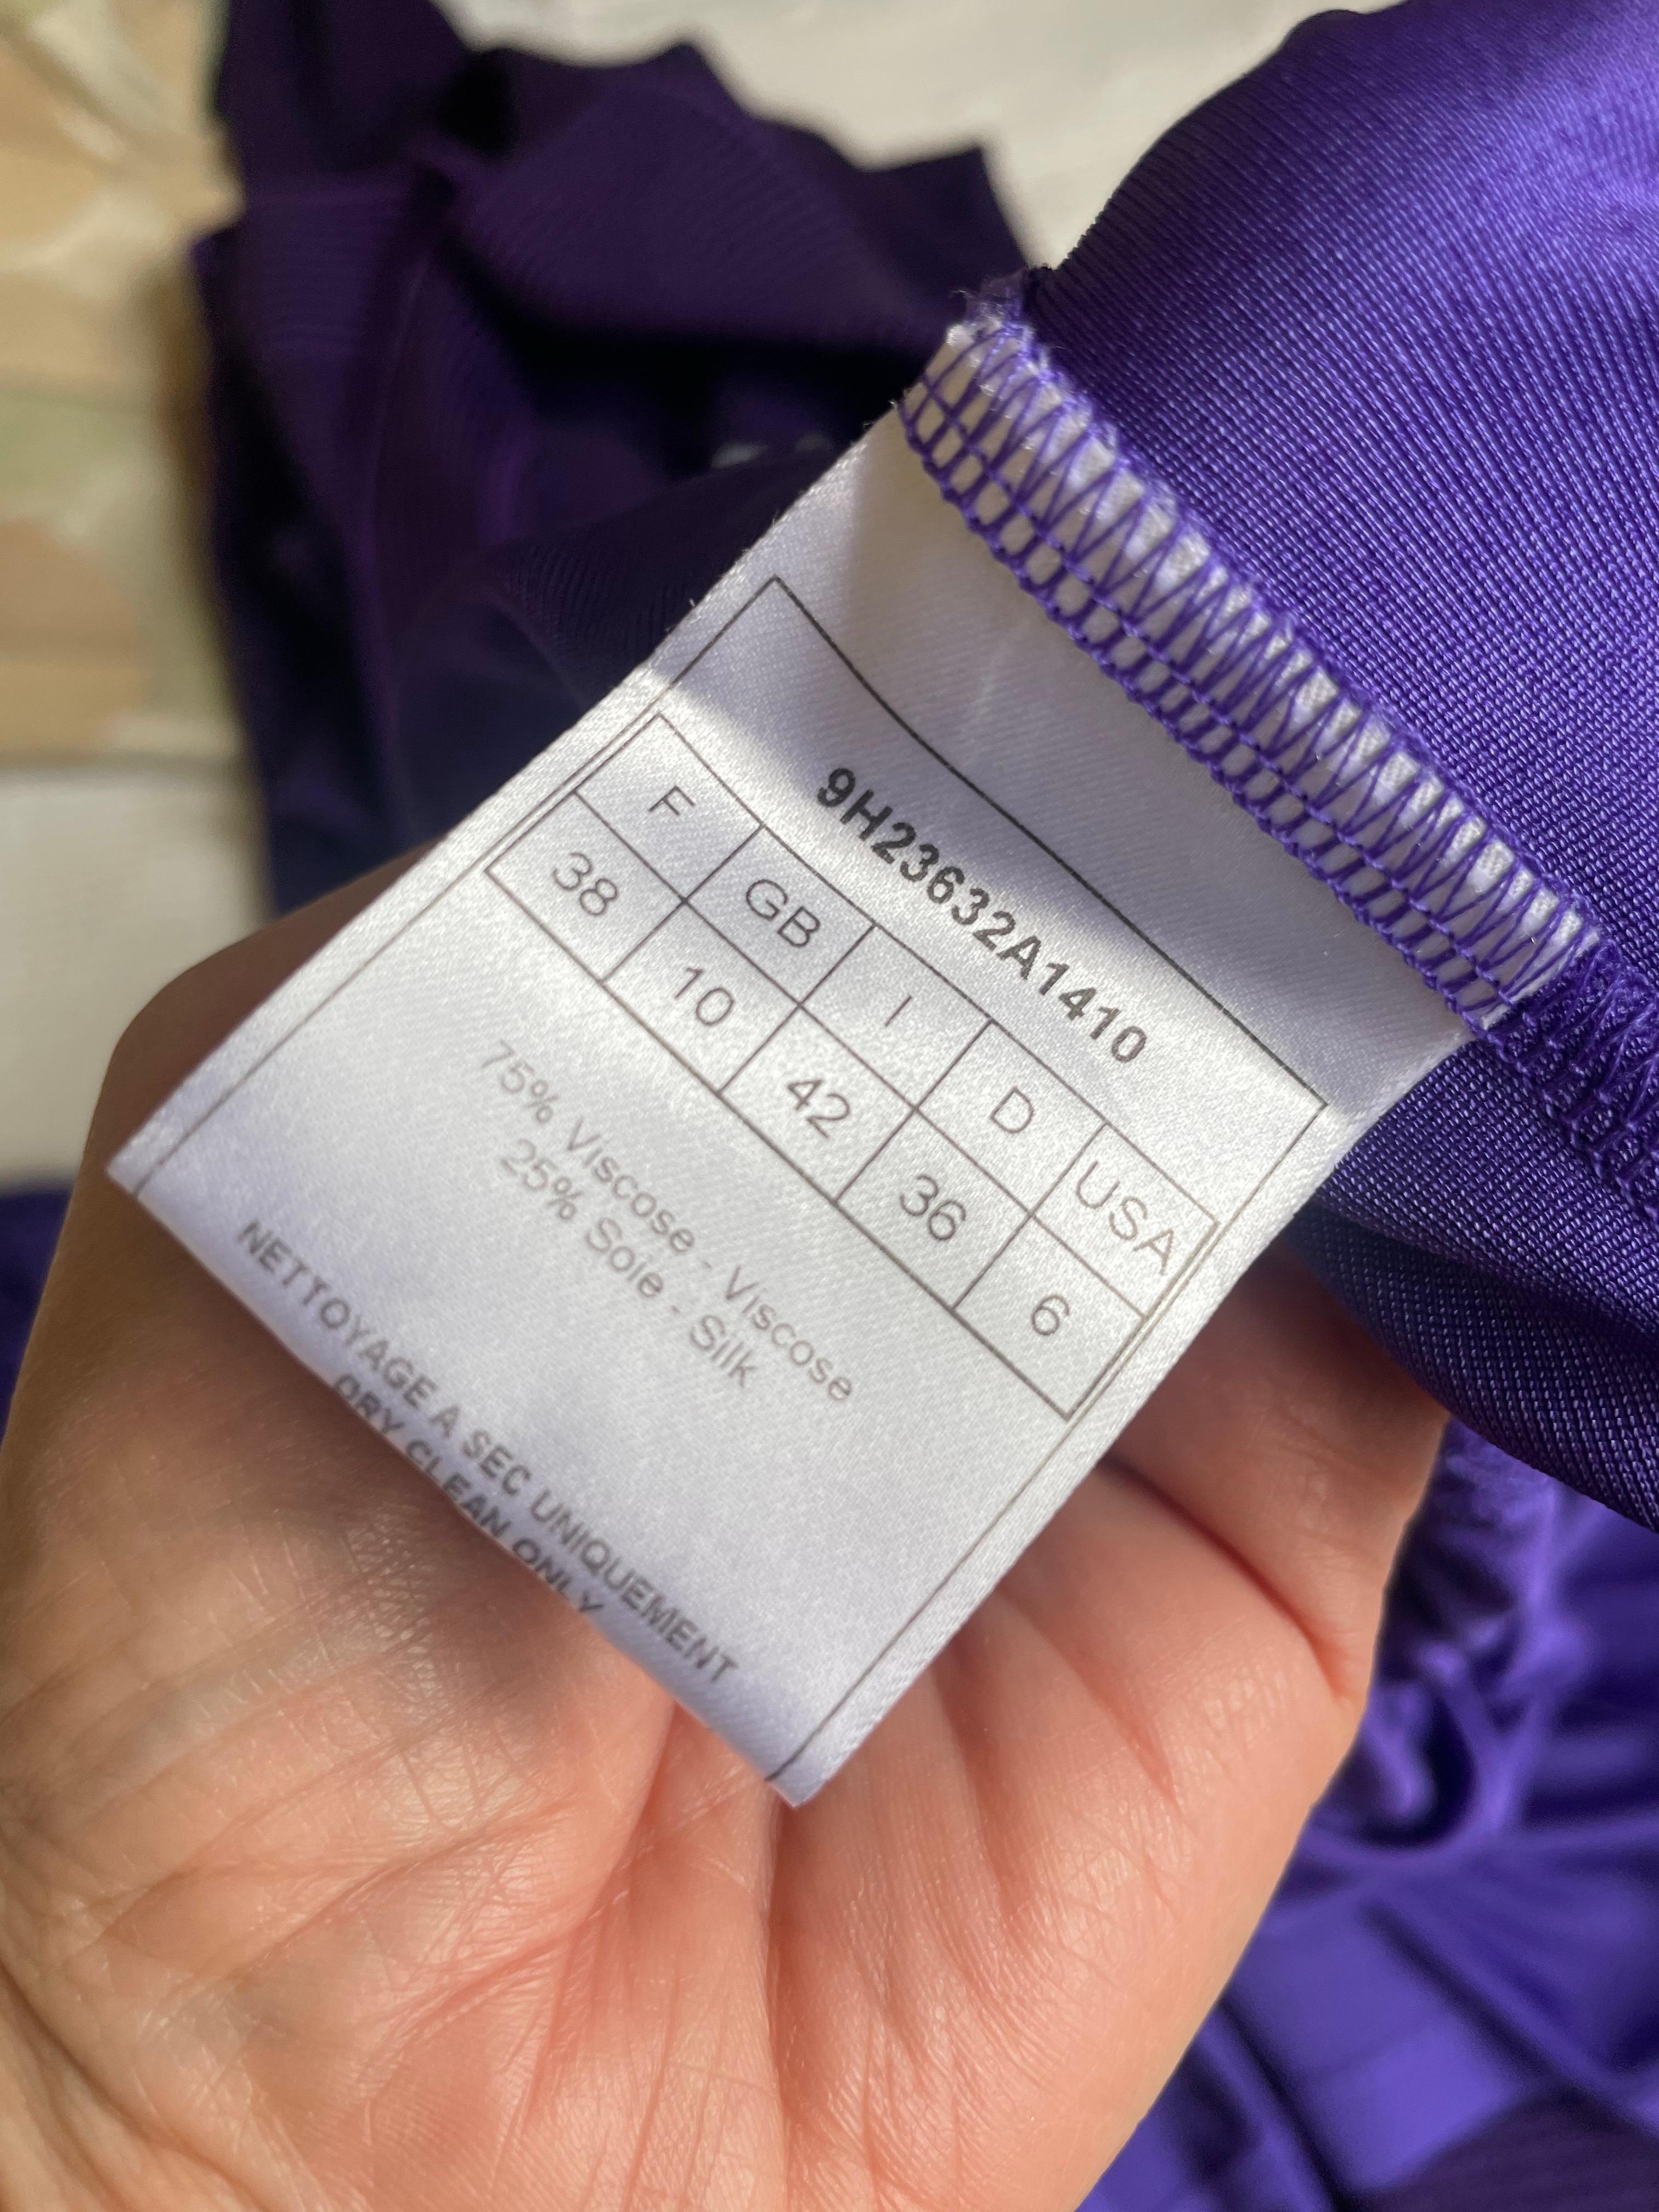 9H23632A1410
F GB I D USA
38 10 42 36 6
75% Viscose - Viscose
25% Soie - Silk
NETTOYAGE A SEC UNIQUEMENT
DRY CLEAN ONLY